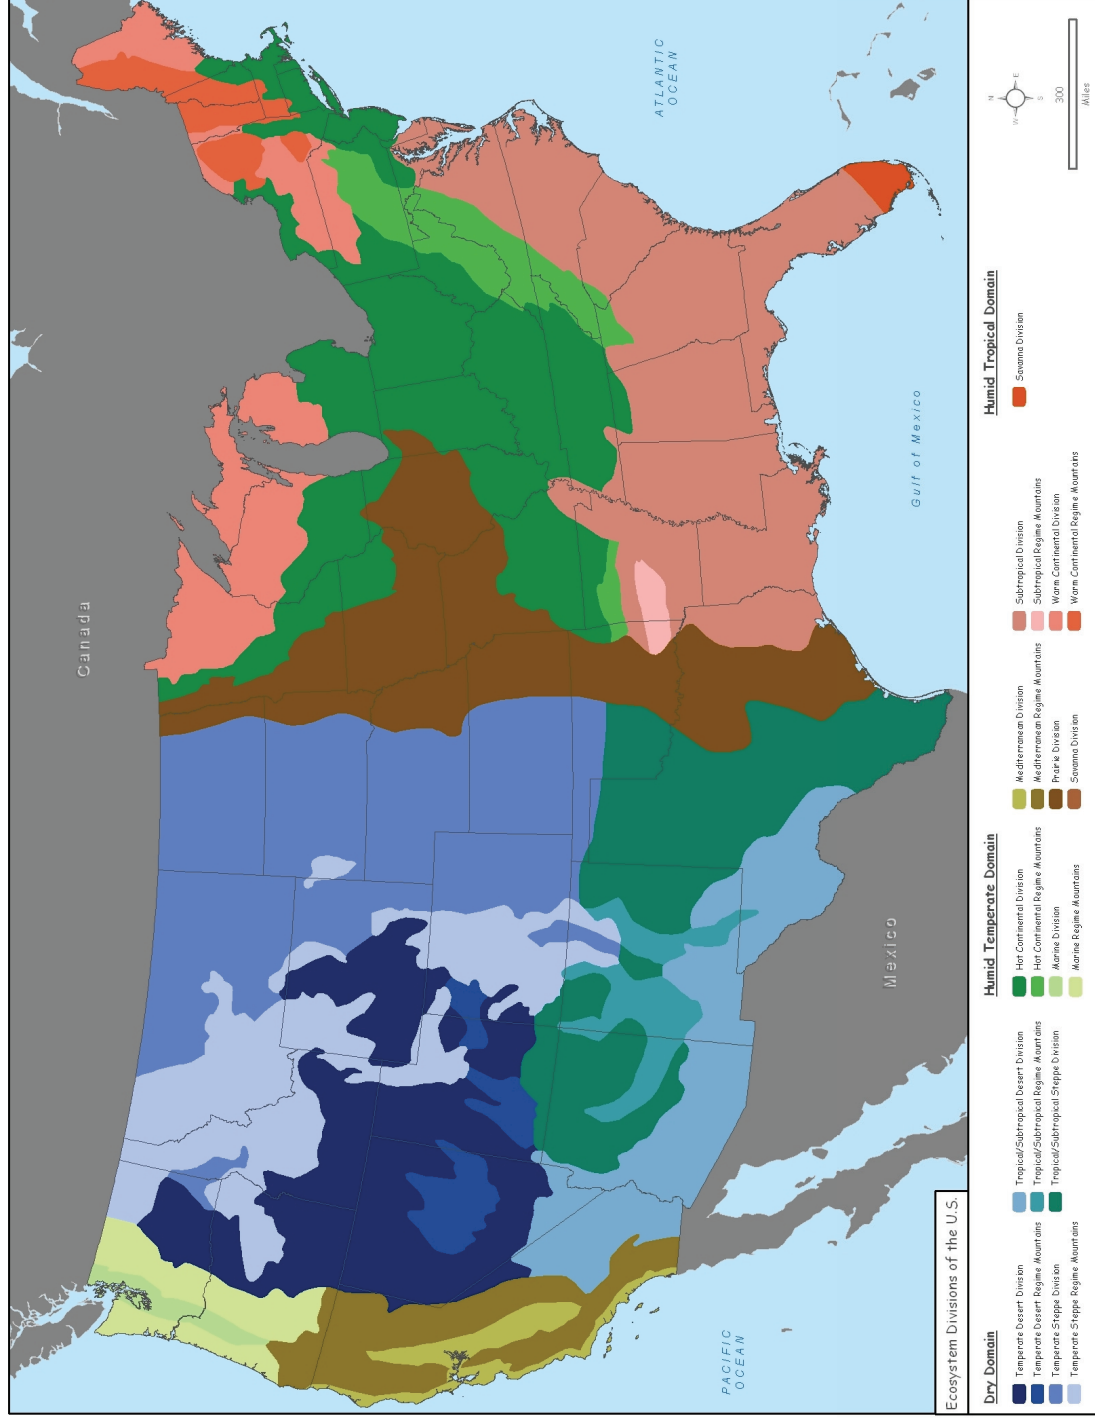 Canada
ATLANTIC
OCEAN
PACIFIC
OCEAN
Gulf of Mexico
Mexico
Ecosystem Divisions of the U.S.
Dry Domain
Temperate Desert Division
Temperate Desert Regime Mountains
Temperate Steppe Division
Temperate Steppe Regime Mountains
Tropical/Subtropical Desert Division
Tropical/Subtropical Regime Mountains
Tropical/Subtropical Steppe Division
Humid Temperate Domain
Hot Continental Division
Hot Continental Regime Mountains
Marine Division
Marine Regime Mountains
Mediterranean Division
Mediterranean Regime Mountains
Prairie Division
Savanna Division
Subtropical Division
Subtropical Regime Mountains
Warm Continental Division
Warm Continental Regime Mountains
Humid Tropical Domain
Savanna Division
N
W
E
S
300
Miles